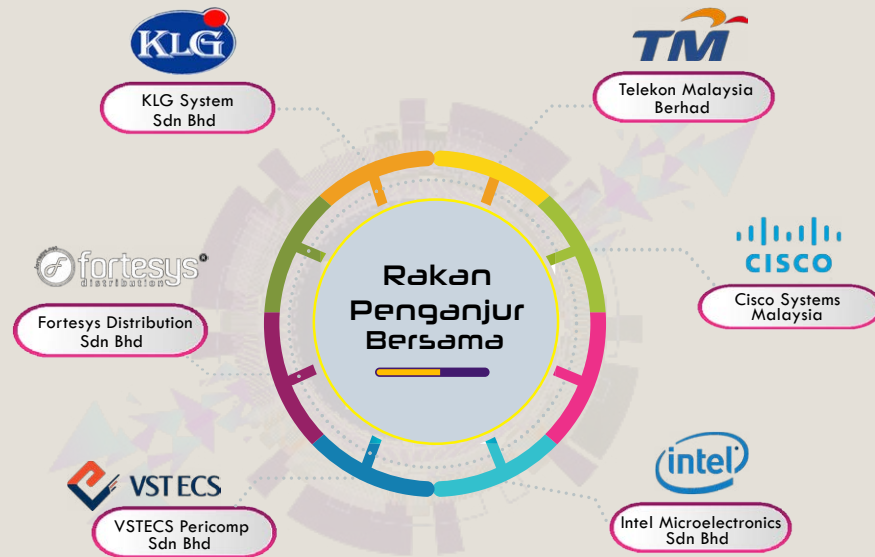 KLG
KLG System
Sdn Bhd
TM
Telekon Malaysia
Berhad
fortesys®
distribution
Fortesys Distribution
Sdn Bhd
Rakan
Penganjur
Bersama
CISCO
Cisco Systems
Malaysia
VSTECS
VSTECS Pericomp
Sdn Bhd
intel
Intel Microelectronics
Sdn Bhd